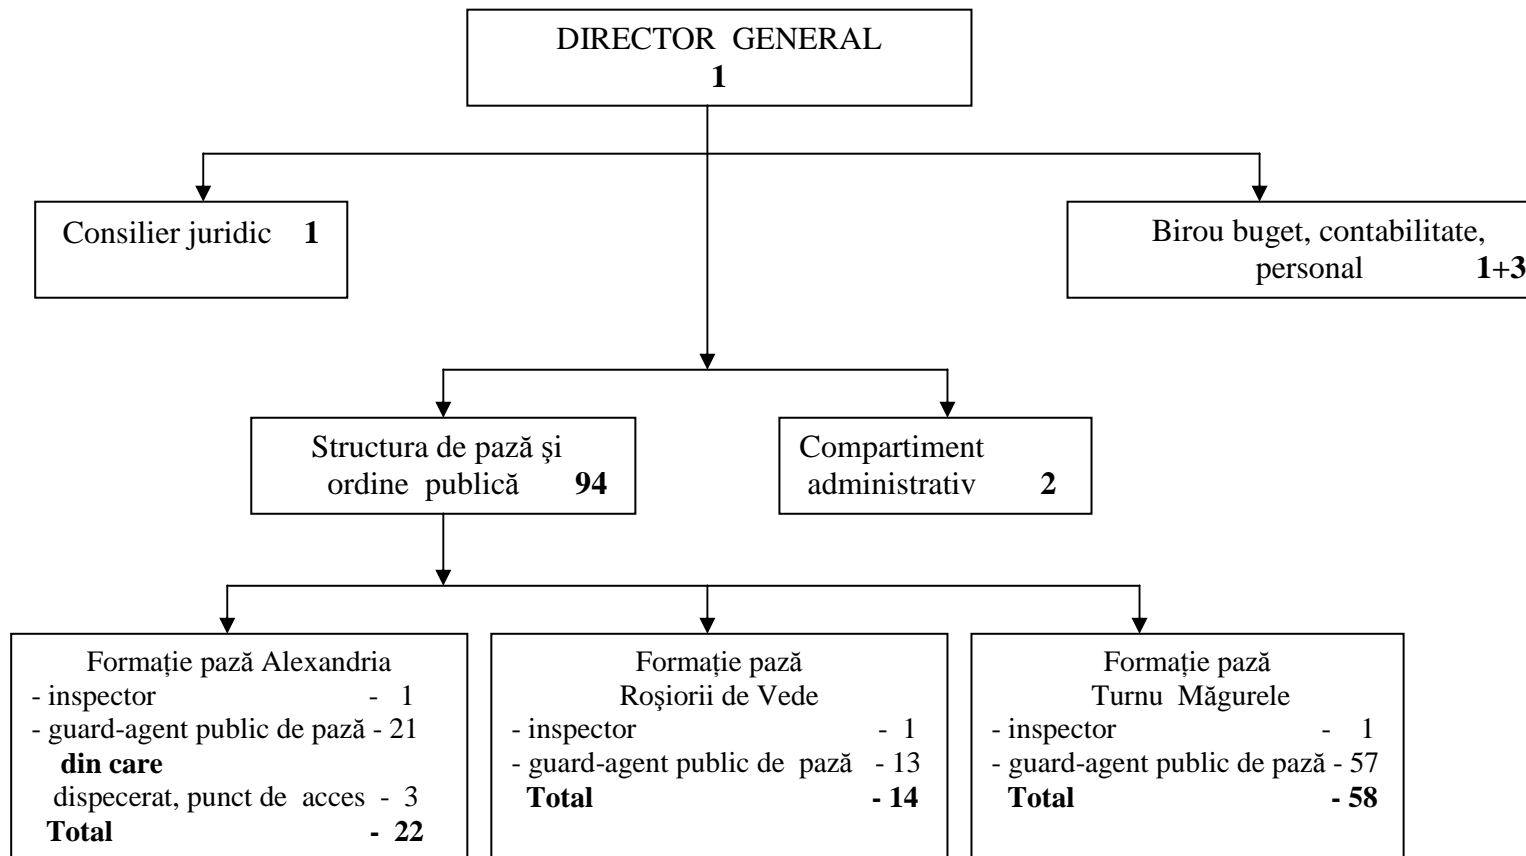 DIRECTOR GENERAL
1
Consilier juridic 1
Birou buget, contabilitate,
personal 1+3
Structura de pază şi
ordine publică 94
Compartiment
administrativ 2
Formație pază Alexandria
- inspector - 1
- guard-agent public de pază - 21
din care
dispecerat, punct de acces - 3
Total - 22
Formație pază
Roşiorii de Vede
- inspector - 1
- guard-agent public de pază - 13
Total - 14
Formație pază
Turnu Măgurele
- inspector - 1
- guard-agent public de pază - 57
Total - 58